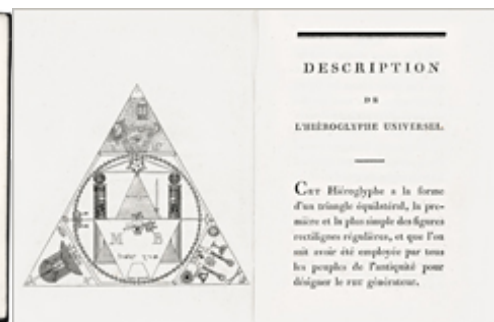 M B
DESCRIPTION
DE
L'HIÉROGLYPHE UNIVERSEL.
CET Hiéroglyphe a la forme
d'un triangle équilatéral, la pre-
mière et la plus simple des figures
rectilignes régulières, et que l'on
sait avoir été employée par tous
les peuples de l'antiquité pour
désigner le générateur.